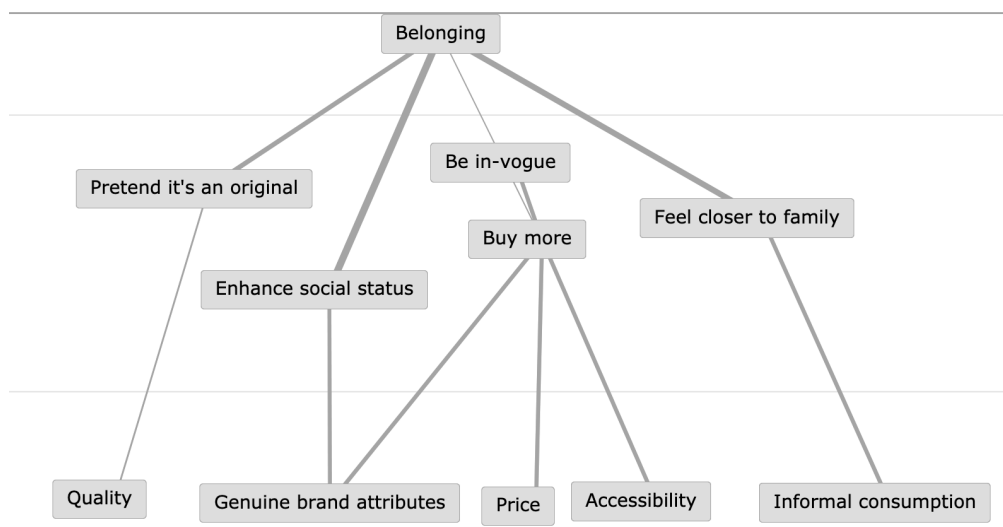 Belonging
Be in-vogue
Pretend it's an original
Feel closer to family
Buy more
Enhance social status
Quality
Genuine brand attributes
Price
Accessibility
Informal consumption